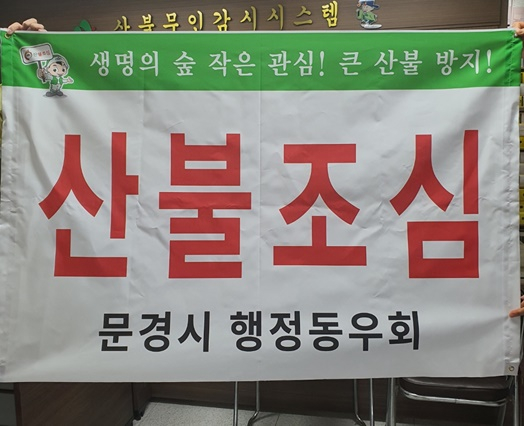 산불무인감시시스템
생명의 숲 작은 관심! 큰 산불 방지!
산불조심
문경시 행정동우회